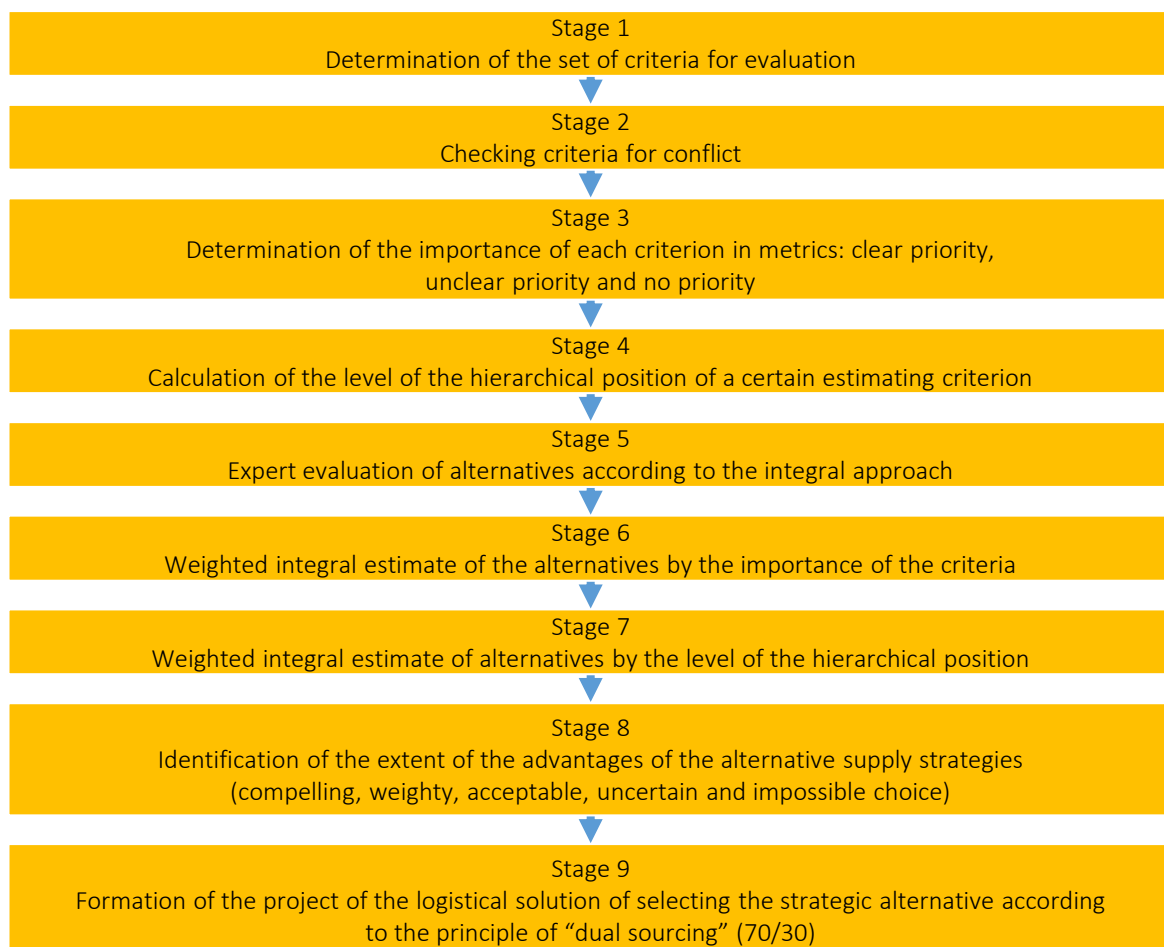 Stage 1
Determination of the set of criteria for evaluation
Stage 2
Checking criteria for conflict
Stage 3
Determination of the importance of each criterion in metrics: clear priority,
unclear priority and no priority
Stage 4
Calculation of the level of the hierarchical position of a certain estimating criterion
Stage 5
Expert evaluation of alternatives according to the integral approach
Stage 6
Weighted integral estimate of the alternatives by the importance of the criteria
Stage 7
Weighted integral estimate of alternatives by the level of the hierarchical position
Stage 8
Identification of the extent of the advantages of the alternative supply strategies
(compelling, weighty, acceptable, uncertain and impossible choice)
Stage 9
Formation of the project of the logistical solution of selecting the strategic alternative according
to the principle of “dual sourcing” (70/30)